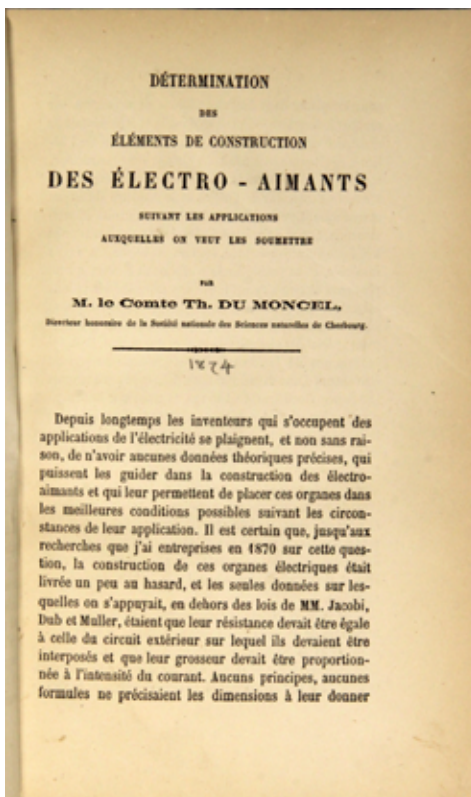 DÉTERMINATION
DES
ÉLÉMENTS DE CONSTRUCTION
DES ÉLECTRO - AIMANTS
SUIVANT LES APPLICATIONS
AUXQUELLES ON VEUT LES SOUMETTRE
PAR
M. le Comte Th. DU MONCEL,
Directeur honoraire de la Société nationale des Sciences naturelles de Cherbourg.
1874
Depuis longtemps les inventeurs qui s'occupent des
applications de l'électricité se plaignent, et non sans rai-
son, de n'avoir aucunes données théoriques précises, qui
puissent les guider dans la construction des électro-
aimants et qui leur permettent de placer ces organes dans
les meilleures conditions possibles suivant les circon-
stances de leur application. Il est certain que, jusqu'aux
recherches que j'ai entreprises en 1870 sur cette ques-
tion, la construction de ces organes électriques était
livrée un peu au hasard, et les seules données sur les-
quelles on s'appuyait, en dehors des lois de MM. Jacobi,
Dub et Muller, étaient que leur résistance devait être égale
à celle du circuit extérieur sur lequel ils devaient être
interposés et que leur grosseur devait être proportion-
née à l'intensité du courant. Aucuns principes, aucunes
formules ne précisaient les dimensions à leur donner